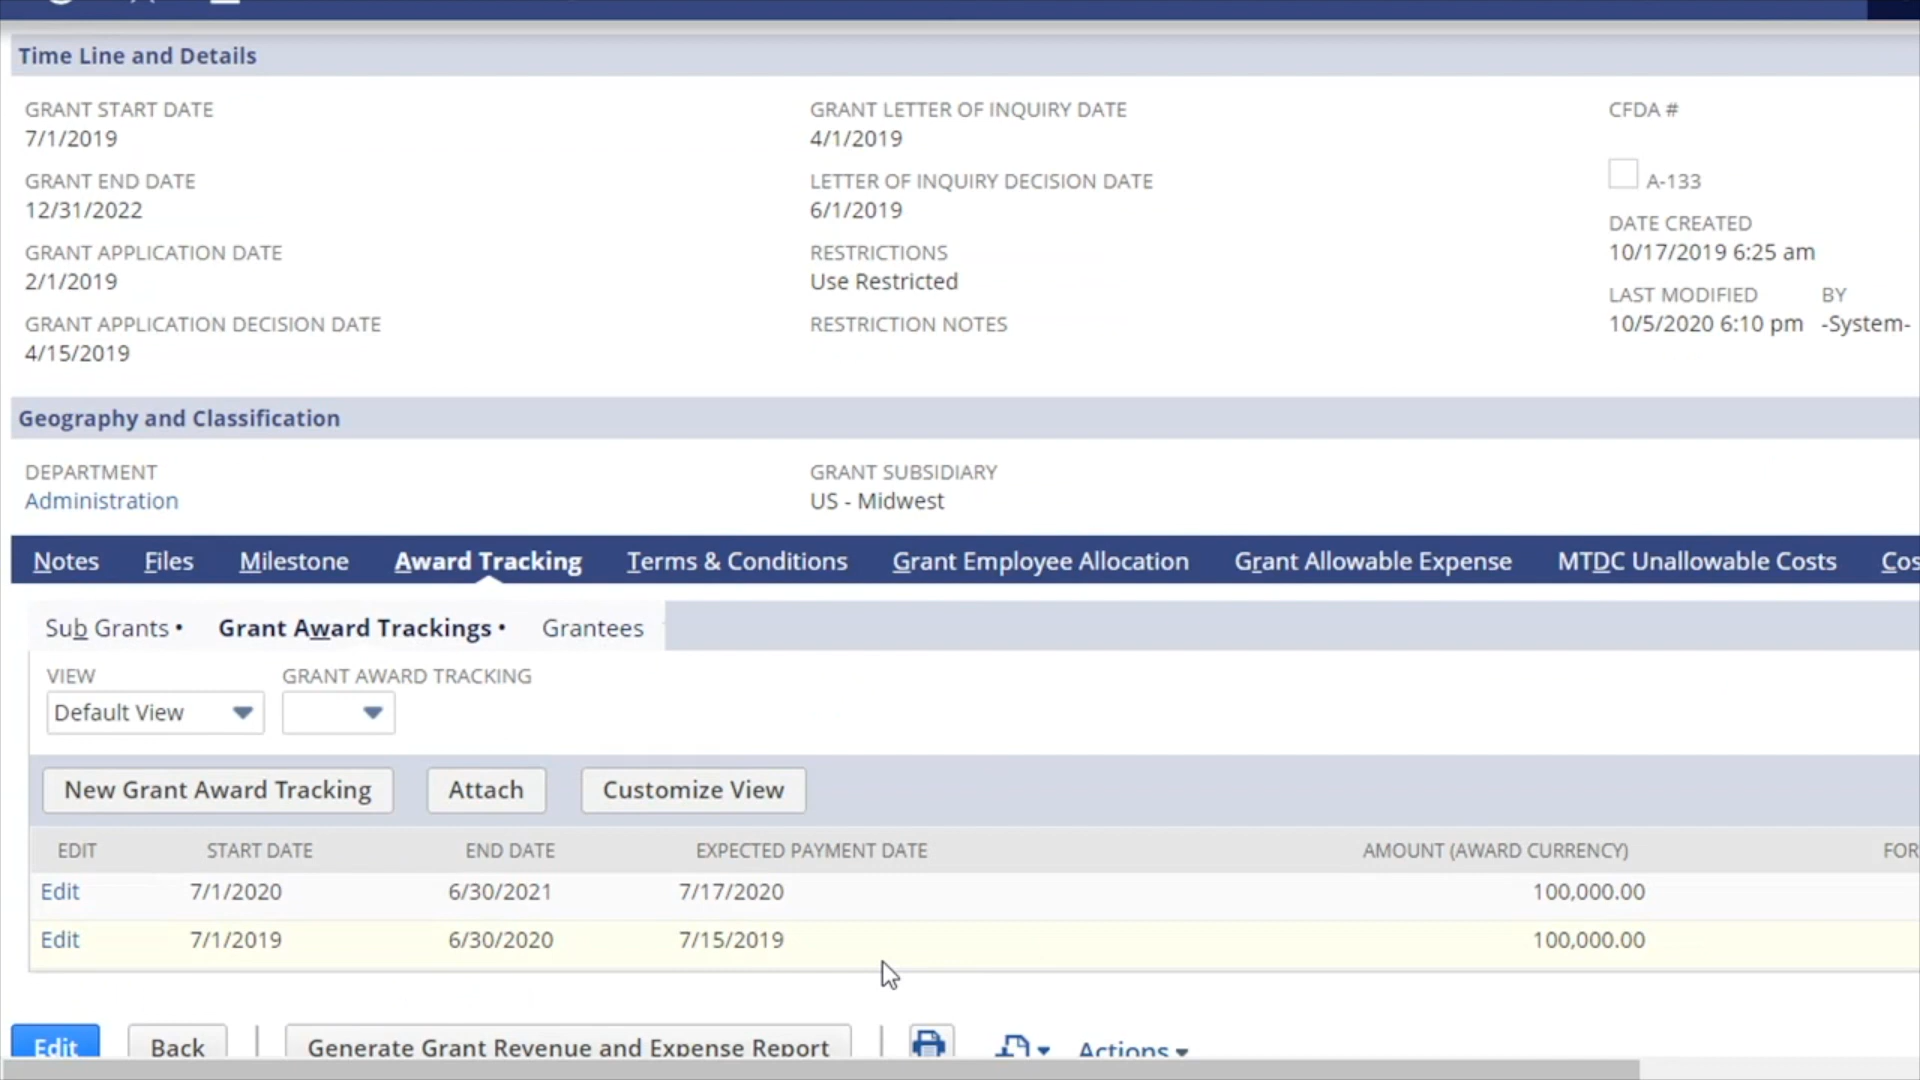 Time Line and Details
GRANT START DATE
7/1/2019
GRANT END DATE
12/31/2022
GRANT APPLICATION DATE
2/1/2019
GRANT APPLICATION DECISION DATE
4/15/2019
GRANT LETTER OF INQUIRY DATE
4/1/2019
LETTER OF INQUIRY DECISION DATE
6/1/2019
RESTRICTIONS
Use Restricted
RESTRICTION NOTES
CFDA #
A-133
DATE CREATED
10/17/2019 6:25 am
LAST MODIFIED BY
10/5/2020 6:10 pm -System-
Geography and Classification
DEPARTMENT
Administration
GRANT SUBSIDIARY
US - Midwest
Notes Files Milestone Award Tracking Terms & Conditions Grant Employee Allocation Grant Allowable Expense MTDC Unallowable Costs Cos
Sub Grants • Grant Award Trackings • Grantees
VIEW GRANT AWARD TRACKING
Default View
New Grant Award Tracking Attach Customize View
EDIT START DATE END DATE EXPECTED PAYMENT DATE AMOUNT (AWARD CURRENCY) FOR
Edit 7/1/2020 6/30/2021 7/17/2020 100,000.00
Edit 7/1/2019 6/30/2020 7/15/2019 100,000.00
Edit Back Generate Grant Revenue and Expense Report Actions